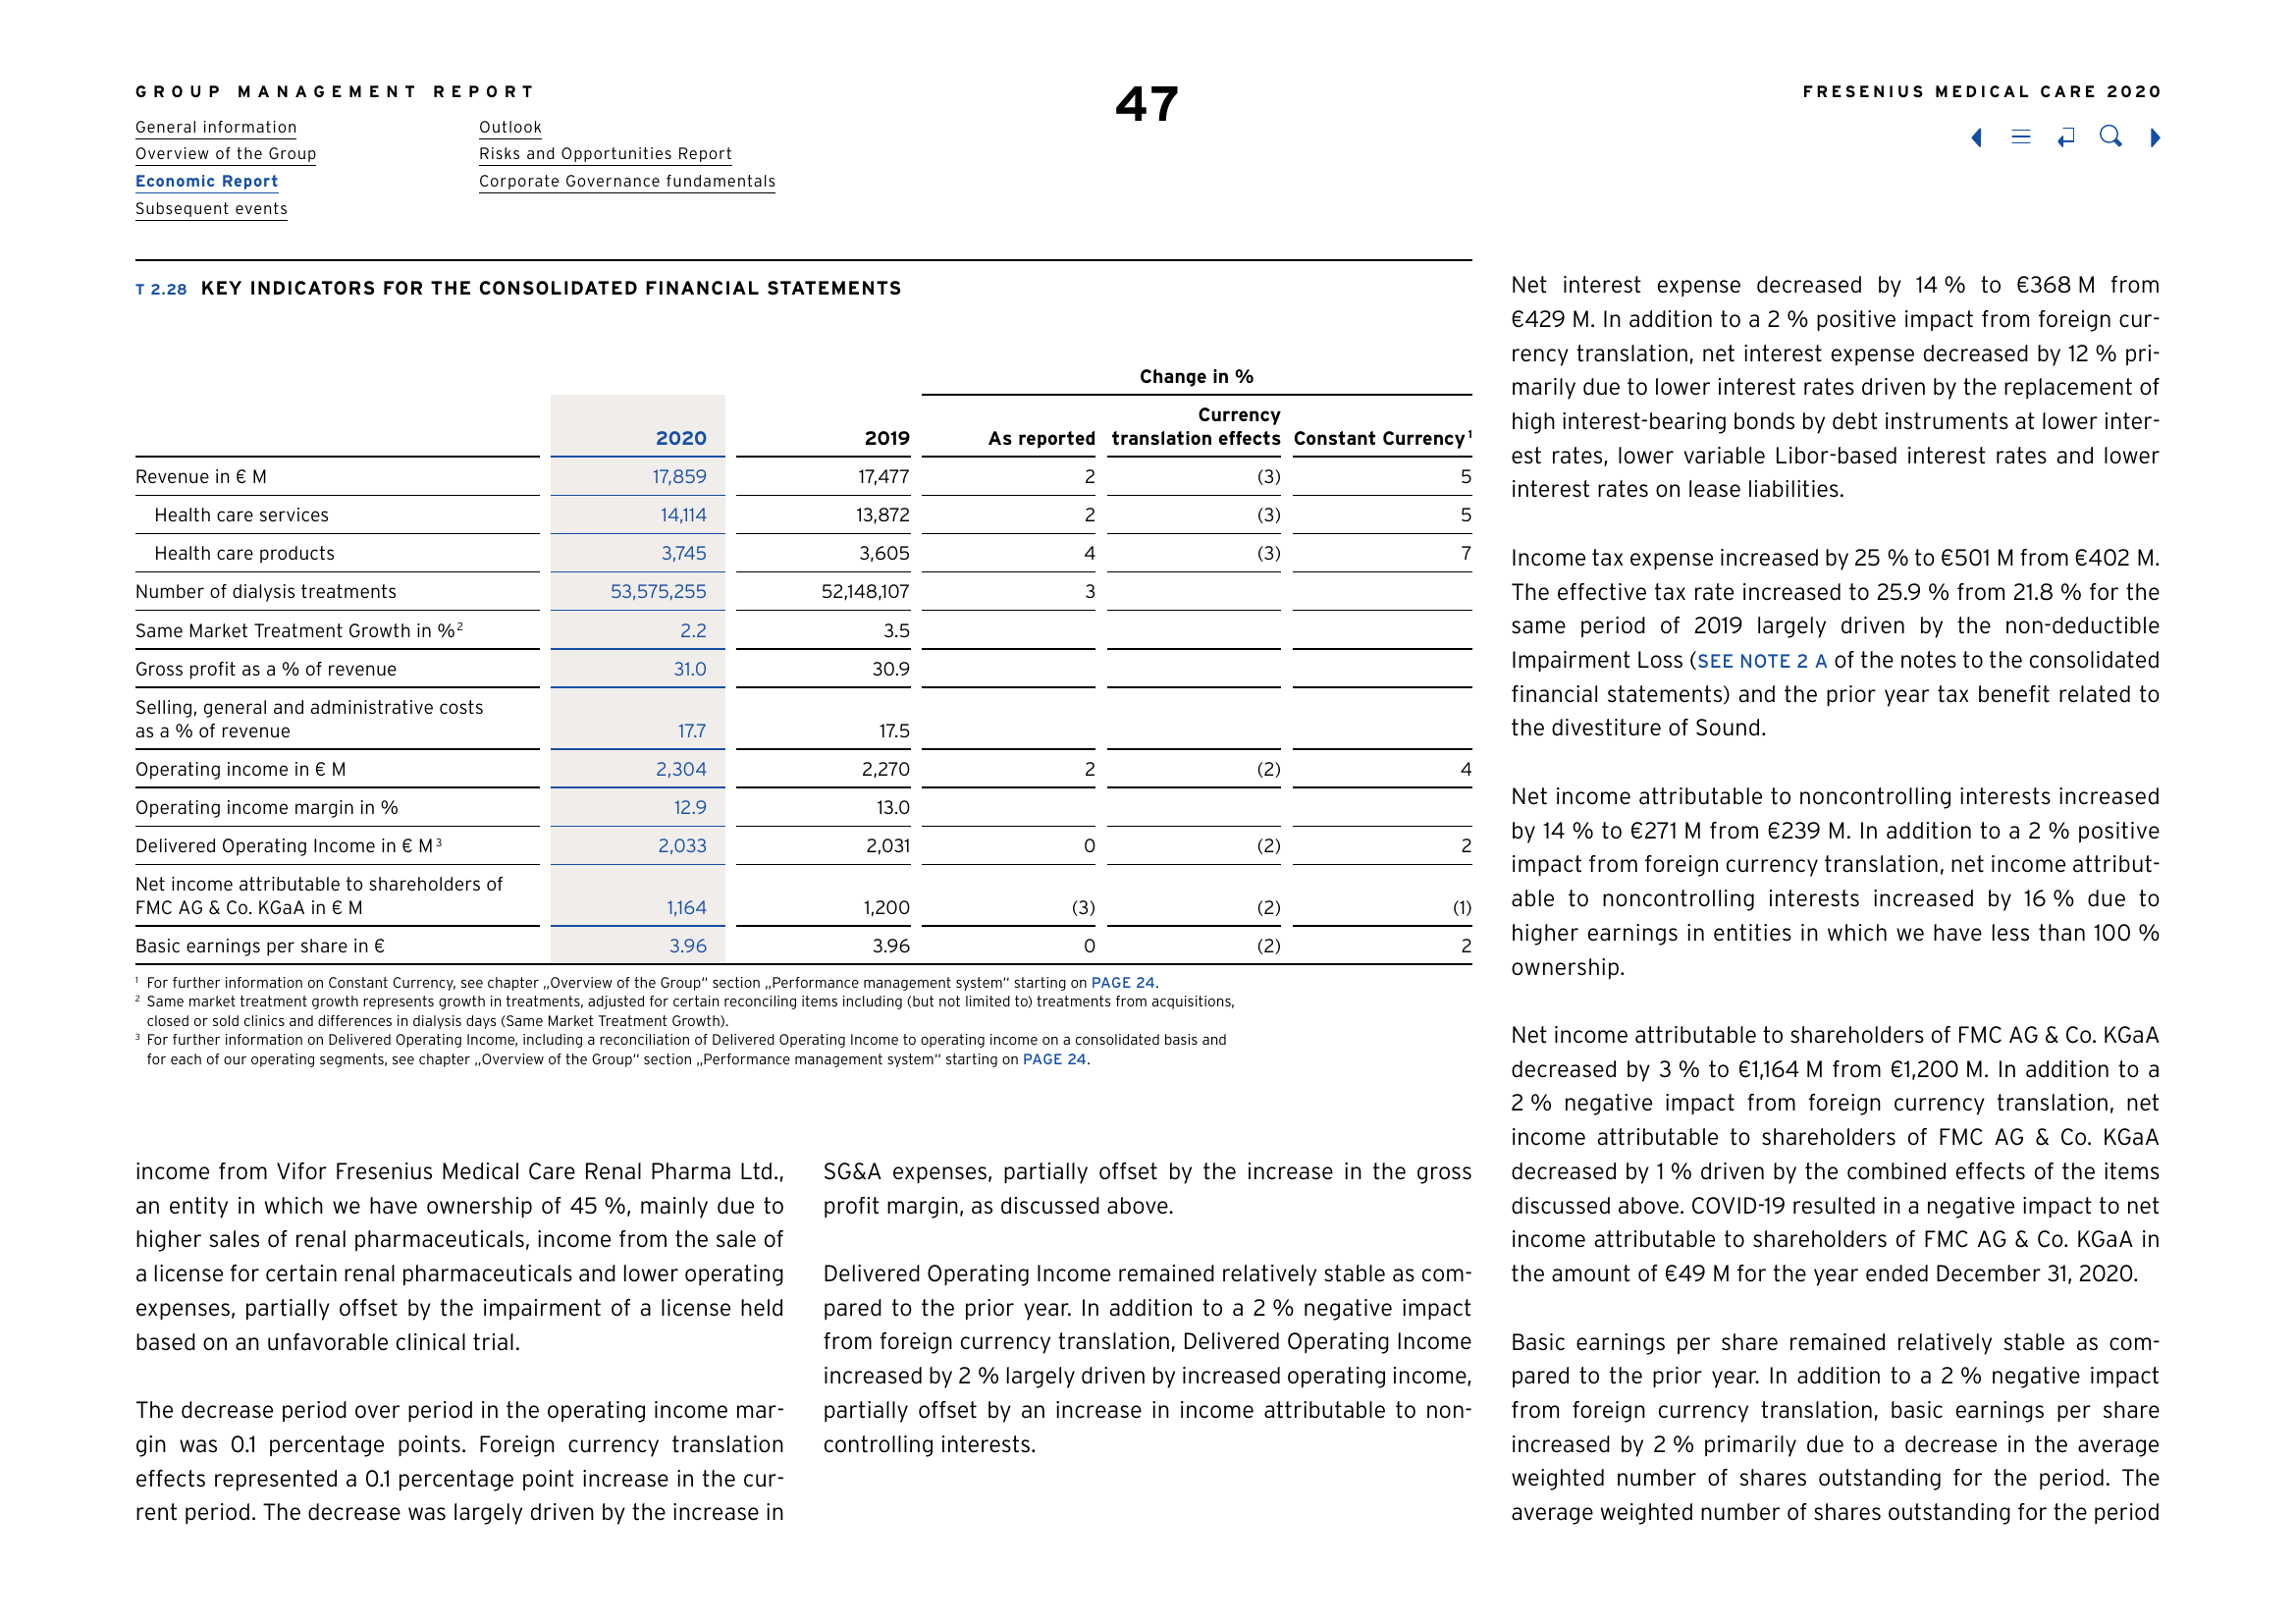 GROUP MANAGEMENT REPORT
47
FRESENIUS MEDICAL CARE 2020
General information
Overview of the Group
Economic Report
Subsequent events
Outlook
Risks and Opportunities Report
Corporate Governance fundamentals
T 2.28 KEY INDICATORS FOR THE CONSOLIDATED FINANCIAL STATEMENTS
Change in %
Currency
2020 2019 As reported translation effects Constant Currency¹
Revenue in € M 17,859 17,477 2 (3) 5
Health care services 14,114 13,872 2 (3) 5
Health care products 3,745 3,605 4 (3) 7
Number of dialysis treatments 53,575,255 52,148,107 3
Same Market Treatment Growth in %² 2.2 3.5
Gross profit as a % of revenue 31.0 30.9
Selling, general and administrative costs
as a % of revenue 17.7 17.5
Operating income in € M 2,304 2,270 2 (2) 4
Operating income margin in % 12.9 13.0
Delivered Operating Income in € M³ 2,033 2,031 0 (2) 2
Net income attributable to shareholders of
FMC AG & Co. KGaA in € M 1,164 1,200 (3) (2) (1)
Basic earnings per share in € 3.96 3.96 0 (2) 2
¹ For further information on Constant Currency, see chapter „Overview of the Group“ section „Performance management system“ starting on PAGE 24.
² Same market treatment growth represents growth in treatments, adjusted for certain reconciling items including (but not limited to) treatments from acquisitions,
closed or sold clinics and differences in dialysis days (Same Market Treatment Growth).
³ For further information on Delivered Operating Income, including a reconciliation of Delivered Operating Income to operating income on a consolidated basis and
for each of our operating segments, see chapter „Overview of the Group“ section „Performance management system“ starting on PAGE 24.
income from Vifor Fresenius Medical Care Renal Pharma Ltd.,
an entity in which we have ownership of 45 %, mainly due to
higher sales of renal pharmaceuticals, income from the sale of
a license for certain renal pharmaceuticals and lower operating
expenses, partially offset by the impairment of a license held
based on an unfavorable clinical trial.
The decrease period over period in the operating income mar-
gin was 0.1 percentage points. Foreign currency translation
effects represented a 0.1 percentage point increase in the cur-
rent period. The decrease was largely driven by the increase in
SG&A expenses, partially offset by the increase in the gross
profit margin, as discussed above.
Delivered Operating Income remained relatively stable as com-
pared to the prior year. In addition to a 2 % negative impact
from foreign currency translation, Delivered Operating Income
increased by 2 % largely driven by increased operating income,
partially offset by an increase in income attributable to non-
controlling interests.
Net interest expense decreased by 14 % to €368 M from
€429 M. In addition to a 2 % positive impact from foreign cur-
rency translation, net interest expense decreased by 12 % pri-
marily due to lower interest rates driven by the replacement of
high interest-bearing bonds by debt instruments at lower inter-
est rates, lower variable Libor-based interest rates and lower
interest rates on lease liabilities.
Income tax expense increased by 25 % to €501 M from €402 M.
The effective tax rate increased to 25.9 % from 21.8 % for the
same period of 2019 largely driven by the non-deductible
Impairment Loss (SEE NOTE 2 A of the notes to the consolidated
financial statements) and the prior year tax benefit related to
the divestiture of Sound.
Net income attributable to noncontrolling interests increased
by 14 % to €271 M from €239 M. In addition to a 2 % positive
impact from foreign currency translation, net income attribut-
able to noncontrolling interests increased by 16 % due to
higher earnings in entities in which we have less than 100 %
ownership.
Net income attributable to shareholders of FMC AG & Co. KGaA
decreased by 3 % to €1,164 M from €1,200 M. In addition to a
2 % negative impact from foreign currency translation, net
income attributable to shareholders of FMC AG & Co. KGaA
decreased by 1 % driven by the combined effects of the items
discussed above. COVID-19 resulted in a negative impact to net
income attributable to shareholders of FMC AG & Co. KGaA in
the amount of €49 M for the year ended December 31, 2020.
Basic earnings per share remained relatively stable as com-
pared to the prior year. In addition to a 2 % negative impact
from foreign currency translation, basic earnings per share
increased by 2 % primarily due to a decrease in the average
weighted number of shares outstanding for the period. The
average weighted number of shares outstanding for the period